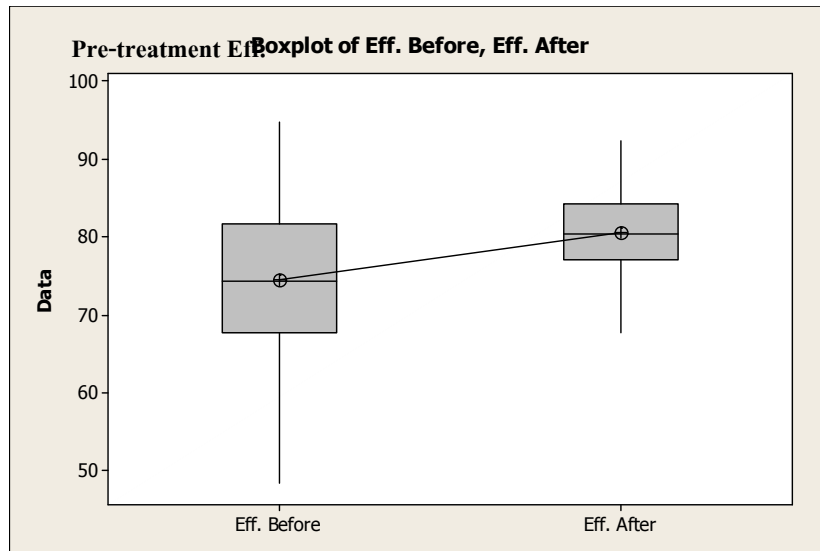 Pre-treatment Eff.
Boxplot of Eff. Before, Eff. After
100
90
80
70
60
50
Data
Eff. Before
Eff. After